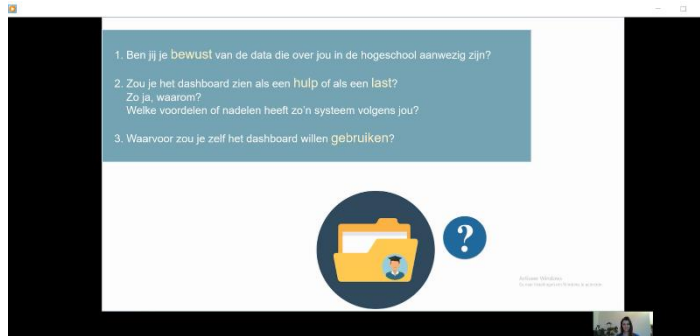 1. Ben jij je bewust van de data die over jou in de hogeschool aanwezig zijn?
2. Zou je het dashboard zien als een hulp of als een last?
Zo ja, waarom?
Welke voordelen of nadelen heeft zo'n systeem volgens jou?
3. Waarvoor zou je zelf het dashboard willen gebruiken?
?